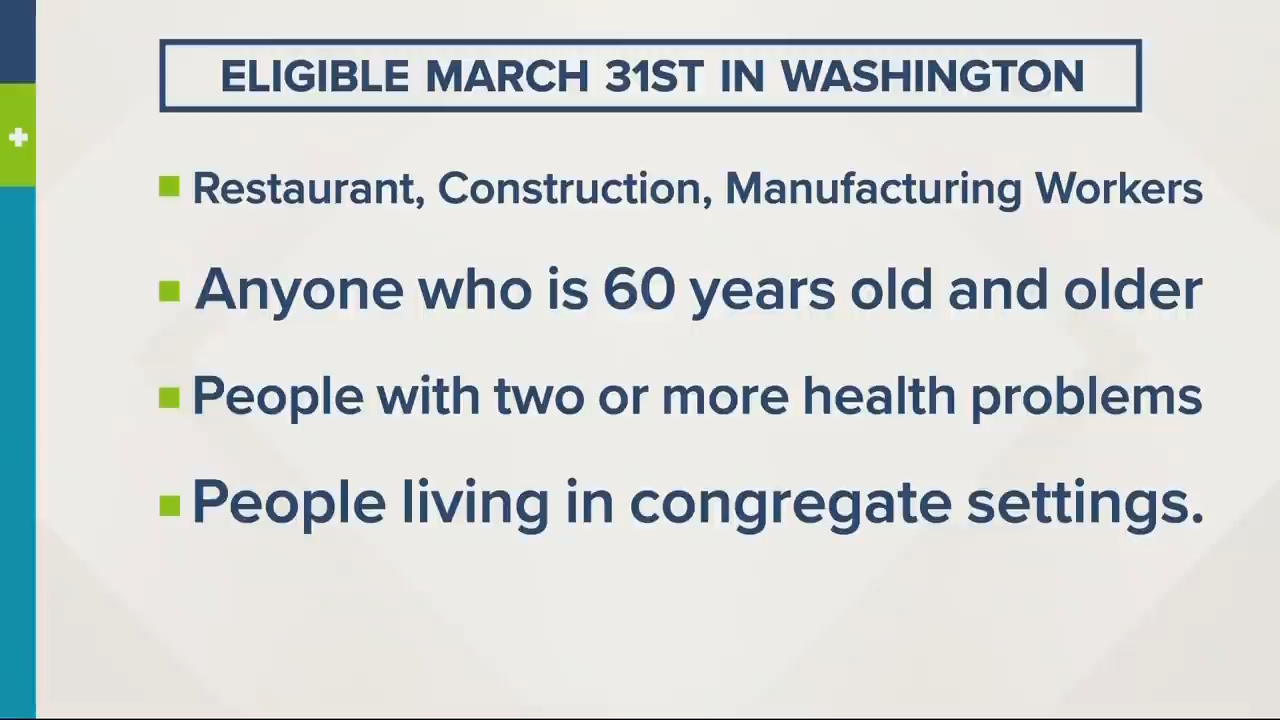 ELIGIBLE MARCH 31ST IN WASHINGTON
Restaurant, Construction, Manufacturing Workers
Anyone who is 60 years old and older
People with two or more health problems
People living in congregate settings.